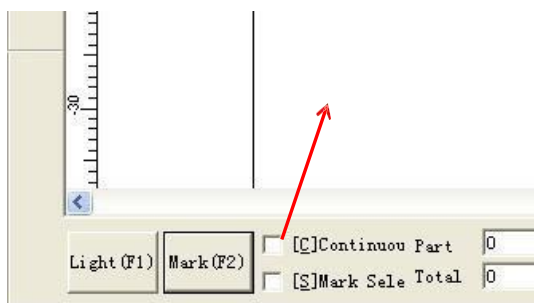 -30
Light(F1) Mark(F2) [C]Continuou Part 0
[S]Mark Sele Total 0